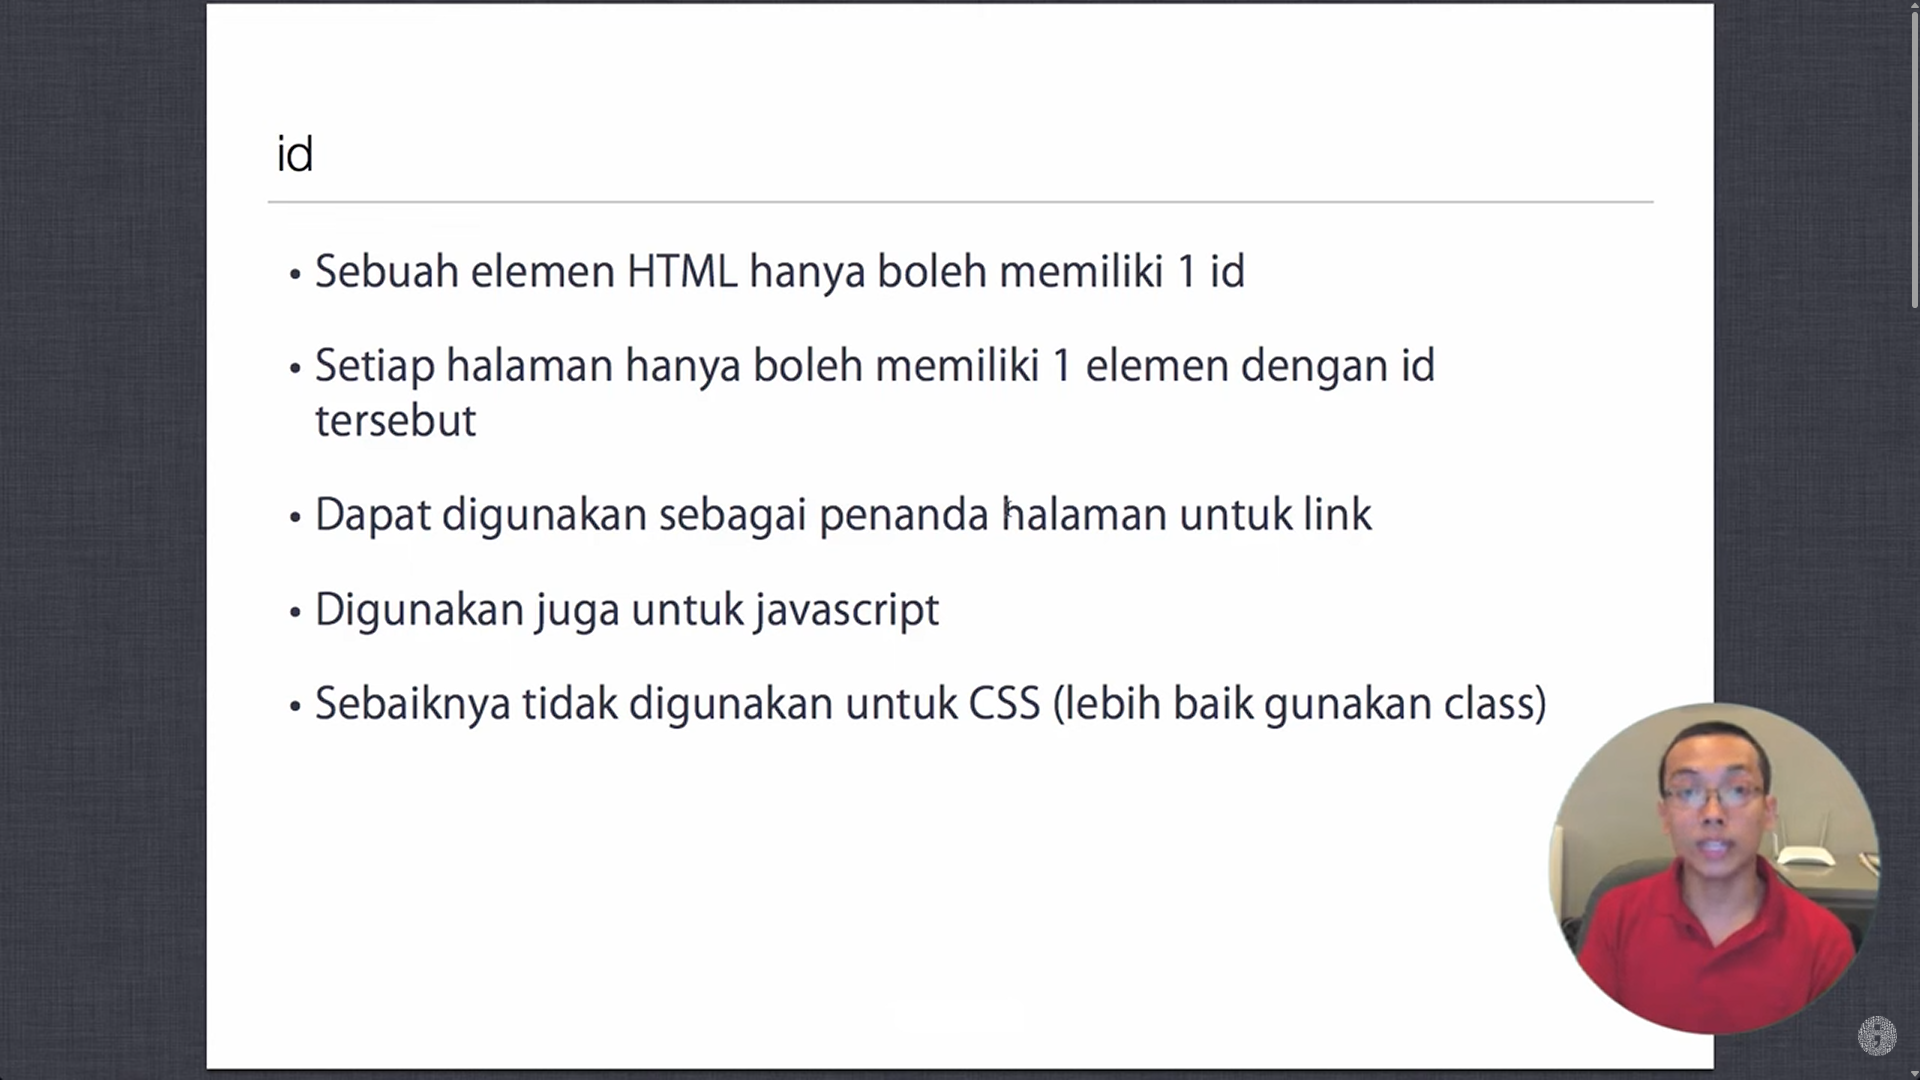 id
• Sebuah elemen HTML hanya boleh memiliki 1 id
• Setiap halaman hanya boleh memiliki 1 elemen dengan id
tersebut
• Dapat digunakan sebagai penanda halaman untuk link
• Digunakan juga untuk javascript
• Sebaiknya tidak digunakan untuk CSS (lebih baik gunakan class)